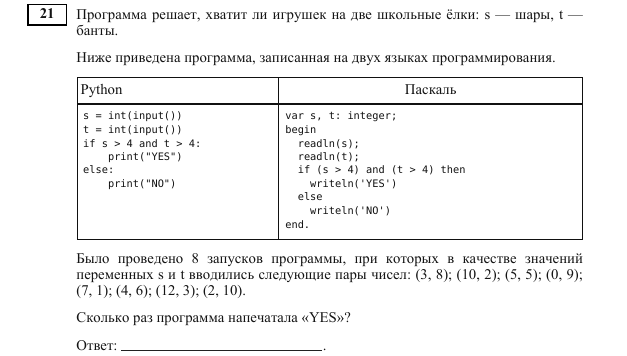 21
Программа решает, хватит ли игрушек на две школьные ёлки: s — шары, t —
банты.
Ниже приведена программа, записанная на двух языках программирования.
Python
Паскаль
s = int(input())
t = int(input())
if s > 4 and t > 4:
    print("YES")
else:
    print("NO")
var s, t: integer;
begin
  readln(s);
  readln(t);
  if (s > 4) and (t > 4) then
    writeln('YES')
  else
    writeln('NO')
end.
Было проведено 8 запусков программы, при которых в качестве значений
переменных s и t вводились следующие пары чисел: (3, 8); (10, 2); (5, 5); (0, 9);
(7, 1); (4, 6); (12, 3); (2, 10).
Сколько раз программа напечатала «YES»?
Ответ: ______________________________.